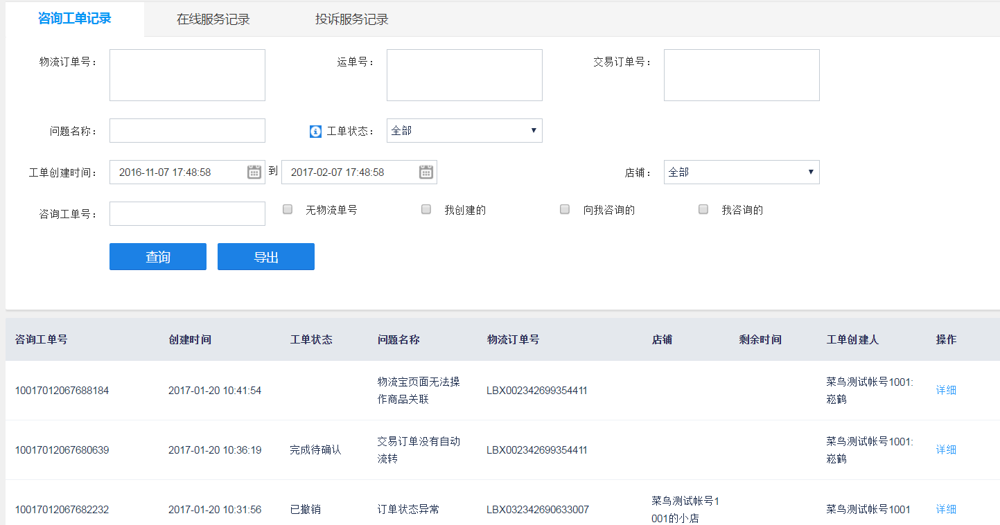 咨询工单记录 在线服务记录 投诉服务记录
物流订单号： 运单号： 交易订单号：
问题名称： 工单状态： 全部
工单创建时间： 2016-11-07 17:48:58 到 2017-02-07 17:48:58 店铺： 全部
咨询工单号： 无物流单号 我创建的 向我咨询的 我咨询的
查询 导出
咨询工单号 创建时间 工单状态 问题名称 物流订单号 店铺 剩余时间 工单创建人 操作
物流宝页面无法操 菜鸟测试帐号1001:
10017012067688184 2017-01-20 10:41:54 LBX002342699354411 详细
作商品关联 崧鹤
交易订单没有自动 菜鸟测试帐号1001:
10017012067680639 2017-01-20 10:36:19 完成待确认 LBX002342699354411 详细
流转 崧鹤
菜鸟测试帐号1
10017012067682232 2017-01-20 10:31:56 已撤销 订单状态异常 LBX032342690633007 菜鸟测试帐号1001 详细
001的小店